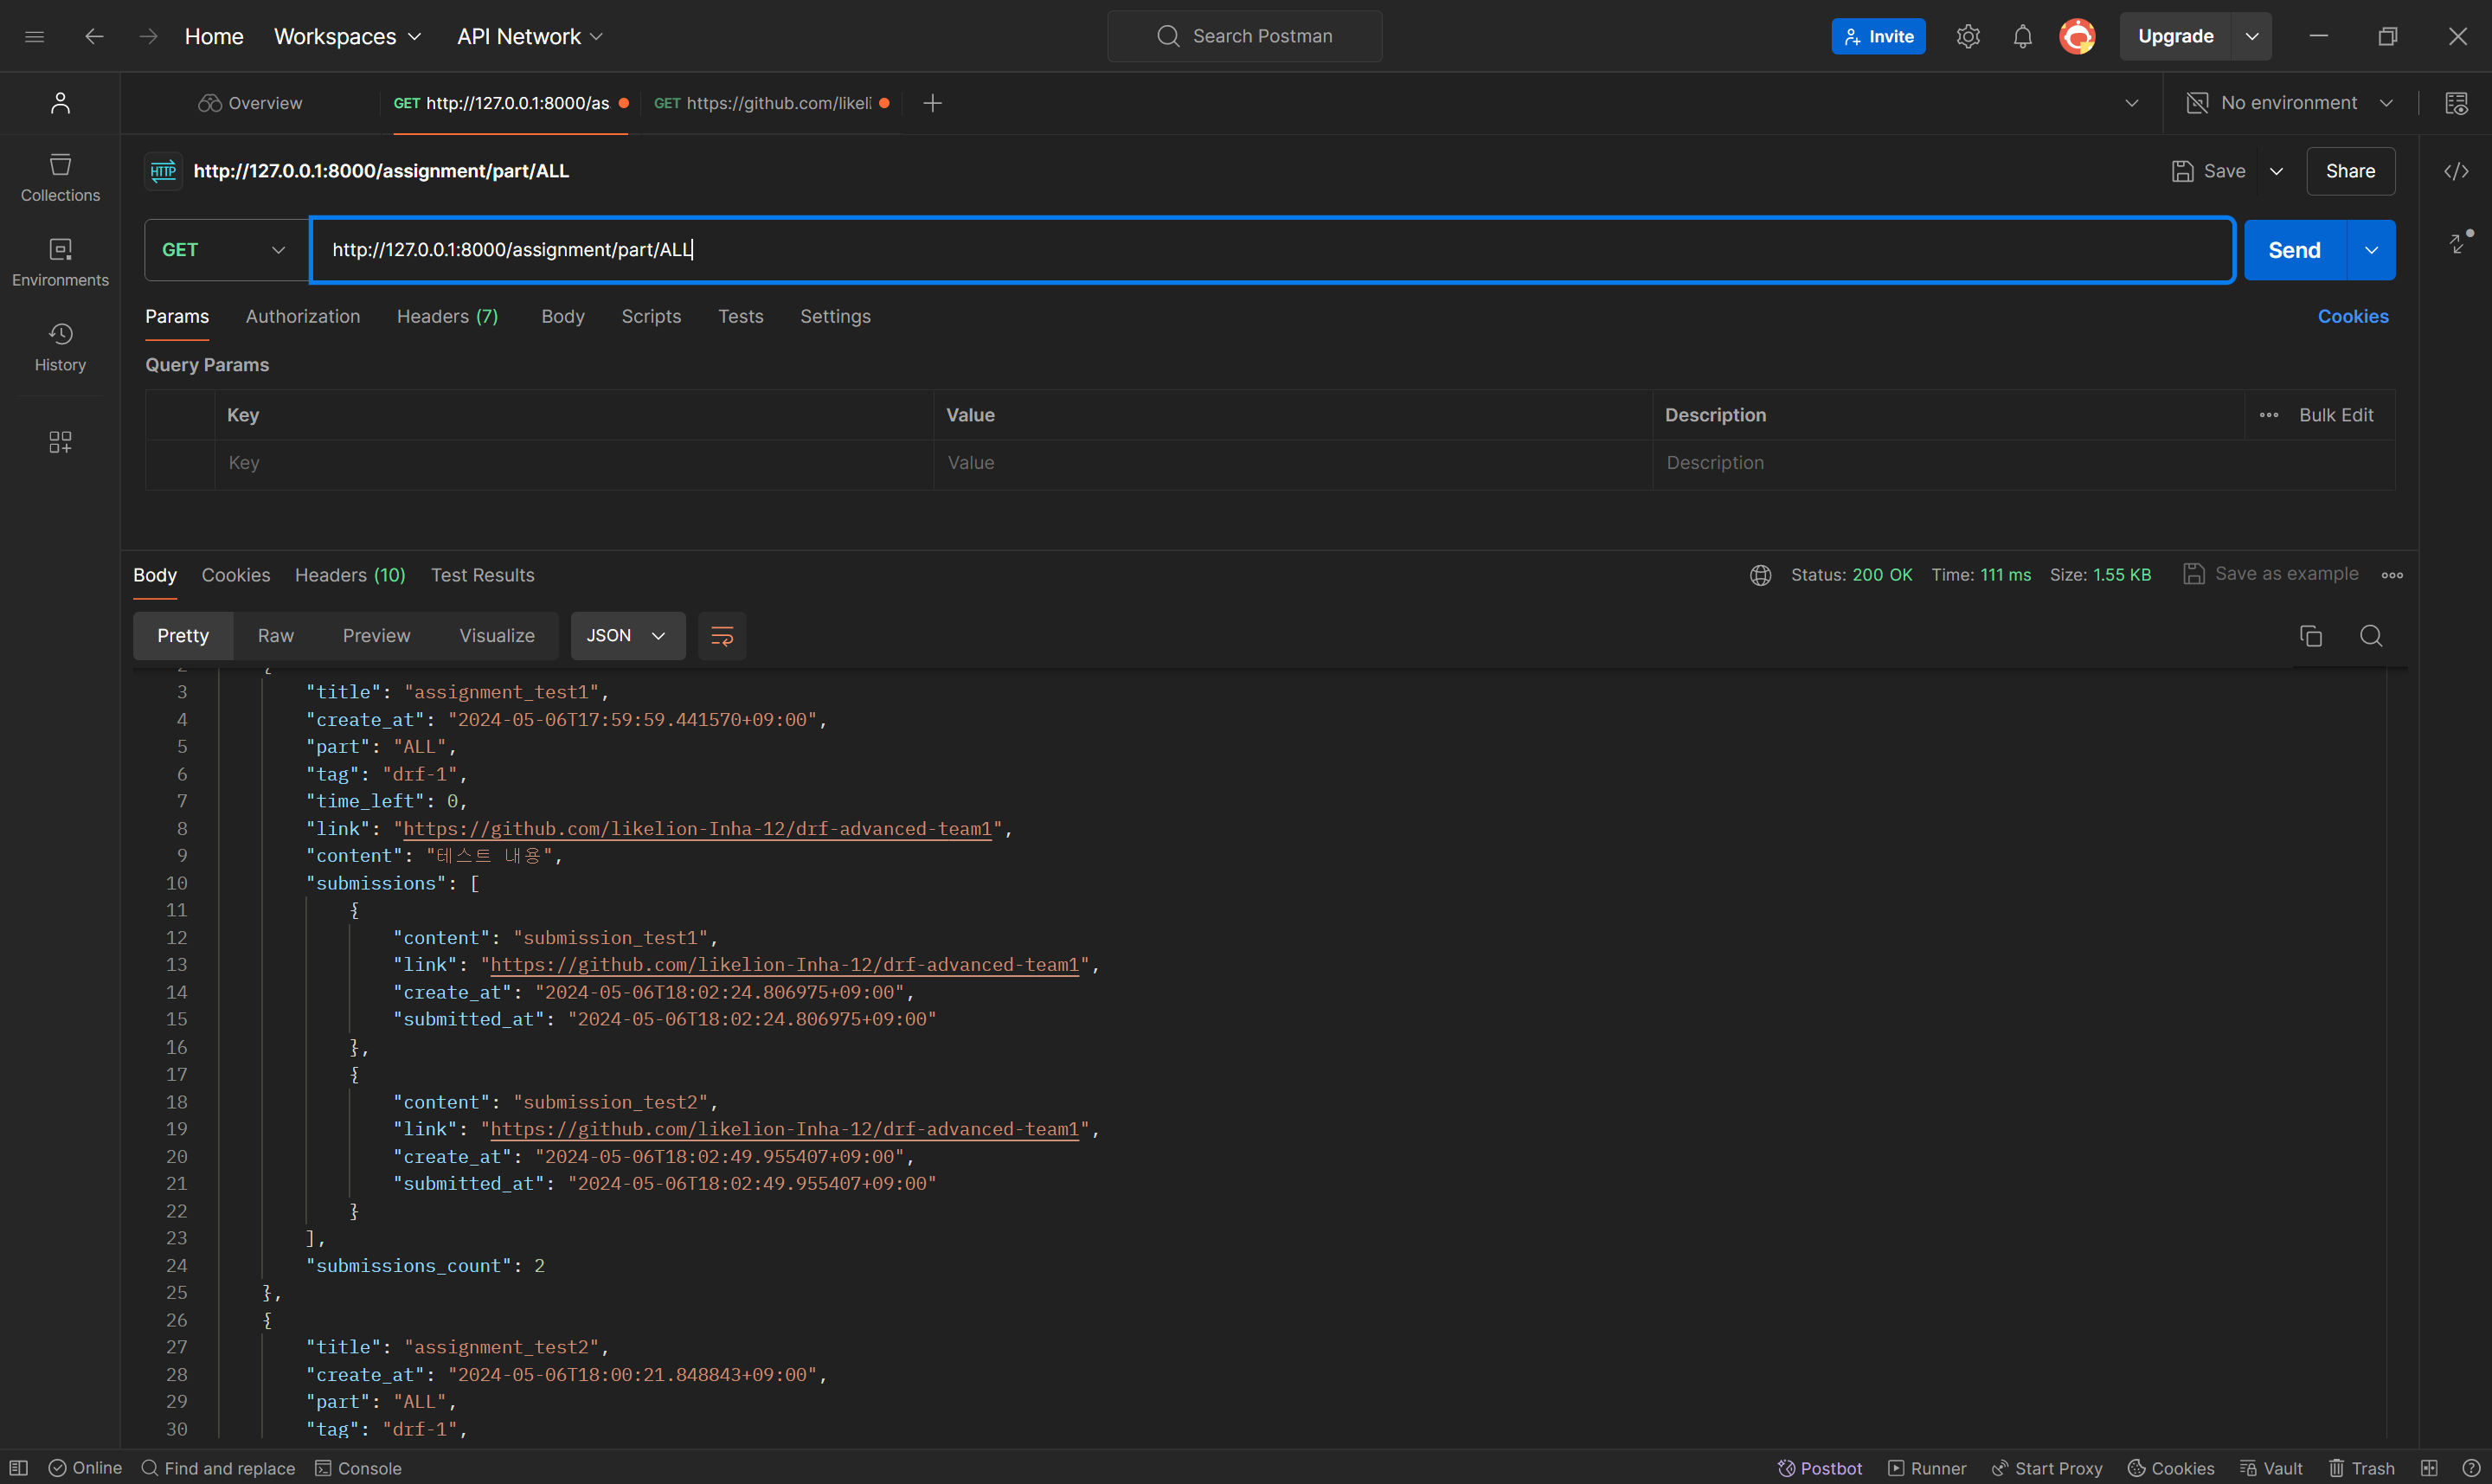 Home Workspaces API Network Search Postman Invite Upgrade
Overview GET http://127.0.0.1:8000/as GET https://github.com/likeli No environment
HTTP http://127.0.0.1:8000/assignment/part/ALL Save Share
Collections
Environments
History
GET http://127.0.0.1:8000/assignment/part/ALL Send
Params Authorization Headers (7) Body Scripts Tests Settings Cookies
Query Params
Key Value Description Bulk Edit
Key Value Description
Body Cookies Headers (10) Test Results Status: 200 OK Time: 111 ms Size: 1.55 KB Save as example
Pretty Raw Preview Visualize JSON
2 {
3 "title": "assignment_test1",
4 "create_at": "2024-05-06T17:59:59.441570+09:00",
5 "part": "ALL",
6 "tag": "drf-1",
7 "time_left": 0,
8 "link": "https://github.com/likelion-Inha-12/drf-advanced-team1",
9 "content": "테스트 내용",
10 "submissions": [
11 {
12 "content": "submission_test1",
13 "link": "https://github.com/likelion-Inha-12/drf-advanced-team1",
14 "create_at": "2024-05-06T18:02:24.806975+09:00",
15 "submitted_at": "2024-05-06T18:02:24.806975+09:00"
16 },
17 {
18 "content": "submission_test2",
19 "link": "https://github.com/likelion-Inha-12/drf-advanced-team1",
20 "create_at": "2024-05-06T18:02:49.955407+09:00",
21 "submitted_at": "2024-05-06T18:02:49.955407+09:00"
22 }
23 ],
24 "submissions_count": 2
25 },
26 {
27 "title": "assignment_test2",
28 "create_at": "2024-05-06T18:00:21.848843+09:00",
29 "part": "ALL",
30 "tag": "drf-1",
Online Find and replace Console Postbot Runner Start Proxy Cookies Vault Trash